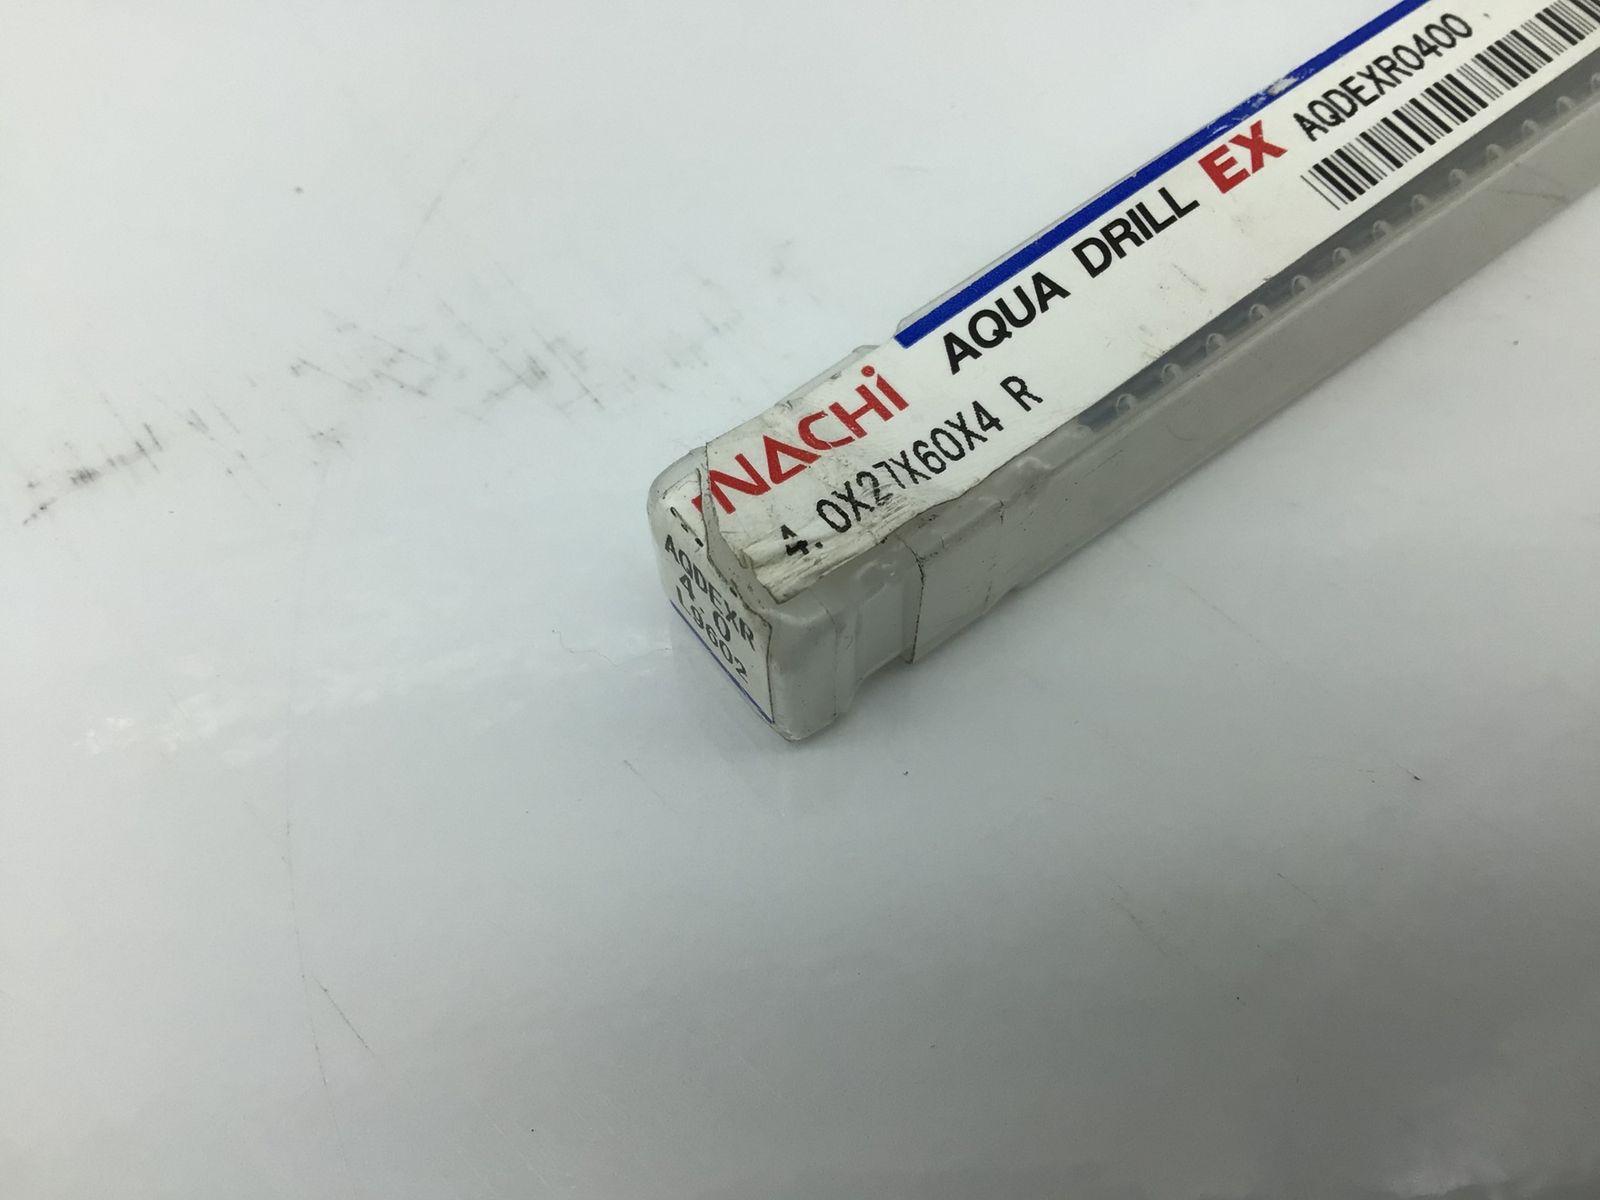 NACHi AQUA DRILL EX AQDEXR0400
4.0X27X60X4 R
AQDEXR
4.0
L9602